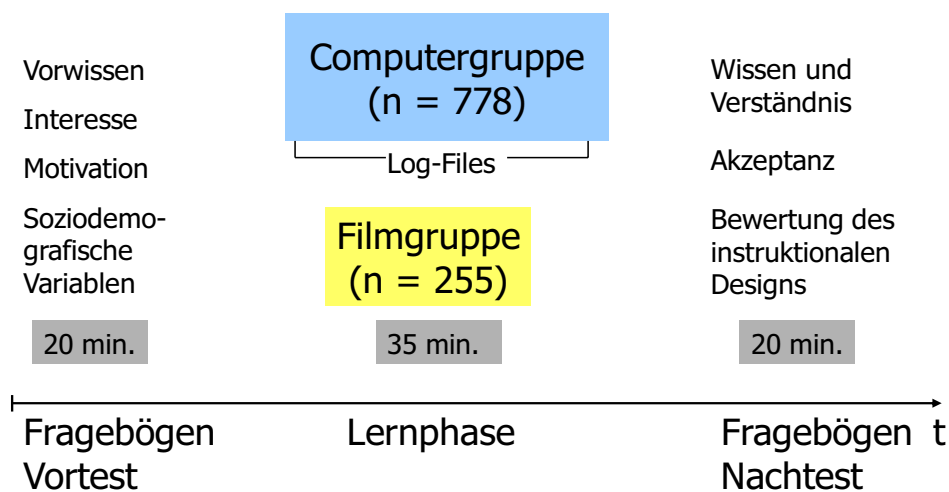 Vorwissen
Interesse
Motivation
Soziodemo-
grafische
Variablen
20 min.
Computergruppe
(n = 778)
Log-Files
Filmgruppe
(n = 255)
35 min.
Wissen und
Verständnis
Akzeptanz
Bewertung des
instruktionalen
Designs
20 min.
Fragebögen
Vortest
Lernphase
Fragebögen
Nachtest
t